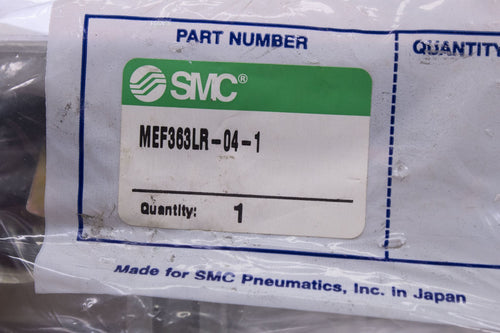 PART NUMBER
QUANTITY
SMC®
MEF363LR-04-1
Quantity: 1
Made for SMC Pneumatics, Inc. in Japan